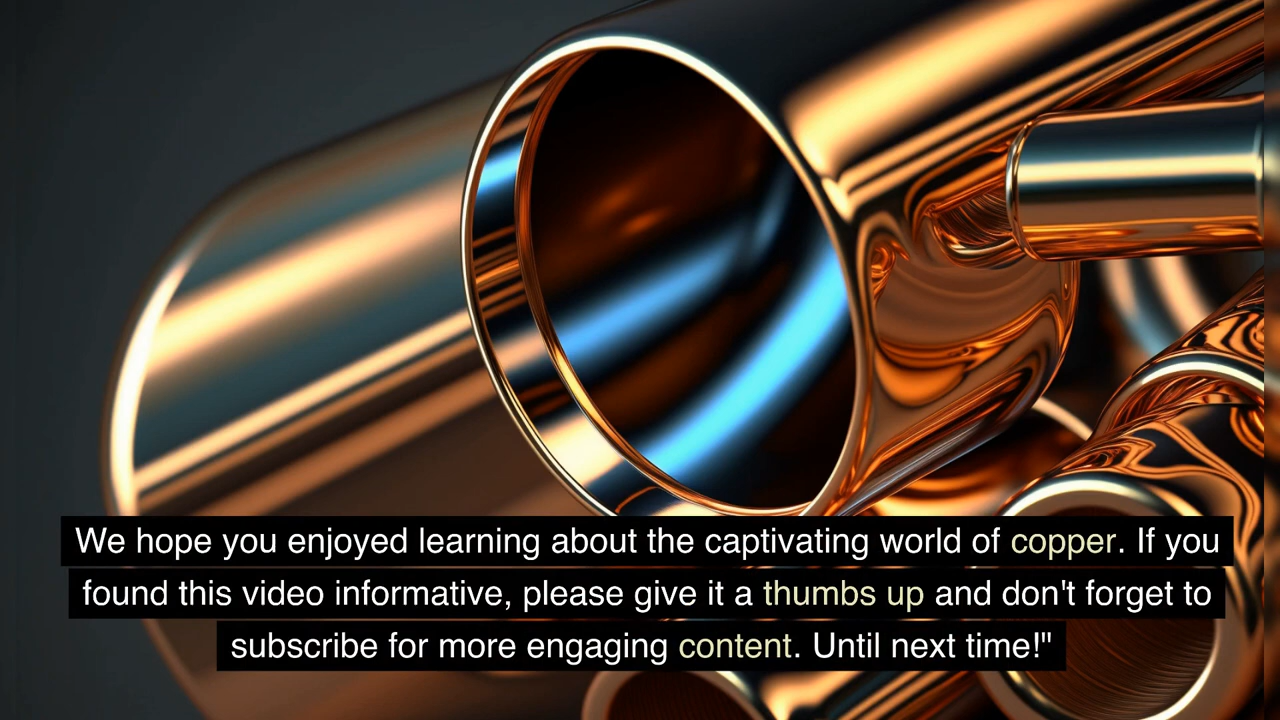 We hope you enjoyed learning about the captivating world of copper. If you
found this video informative, please give it a thumbs up and don't forget to
subscribe for more engaging content. Until next time!"